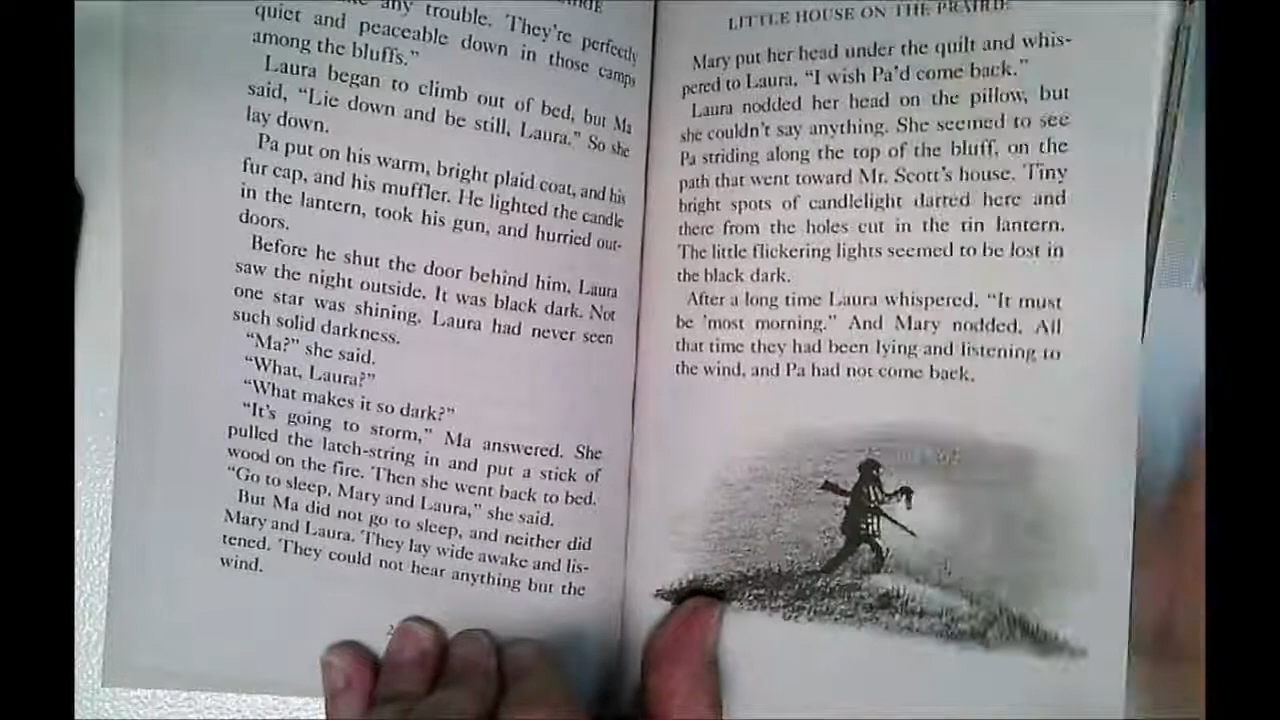 any trouble. They're perfectly
quiet and peaceable down in those camps
among the bluffs."
Laura began to climb out of bed, but Ma
said, "Lie down and be still, Laura." So she
lay down.
Pa put on his warm, bright plaid coat, and his
fur cap, and his muffler. He lighted the candle
in the lantern, took his gun, and hurried out-
doors.
Before he shut the door behind him, Laura
saw the night outside. It was black dark. Not
one star was shining. Laura had never seen
such solid darkness.
"Ma?" she said.
"What, Laura?"
"What makes it so dark?"
"It's going to storm," Ma answered. She
pulled the latch-string in and put a stick of
wood on the fire. Then she went back to bed.
"Go to sleep, Mary and Laura," she said.
But Ma did not go to sleep, and neither did
Mary and Laura. They lay wide awake and lis-
tened. They could not hear anything but the
wind.
LITTLE HOUSE ON THE PRAIRIE
Mary put her head under the quilt and whis-
pered to Laura, "I wish Pa'd come back."
Laura nodded her head on the pillow, but
she couldn't say anything. She seemed to see
Pa striding along the top of the bluff, on the
path that went toward Mr. Scott's house. Tiny
bright spots of candlelight darted here and
there from the holes cut in the tin lantern.
The little flickering lights seemed to be lost in
the black dark.
After a long time Laura whispered, "It must
be 'most morning." And Mary nodded. All
that time they had been lying and listening to
the wind, and Pa had not come back.